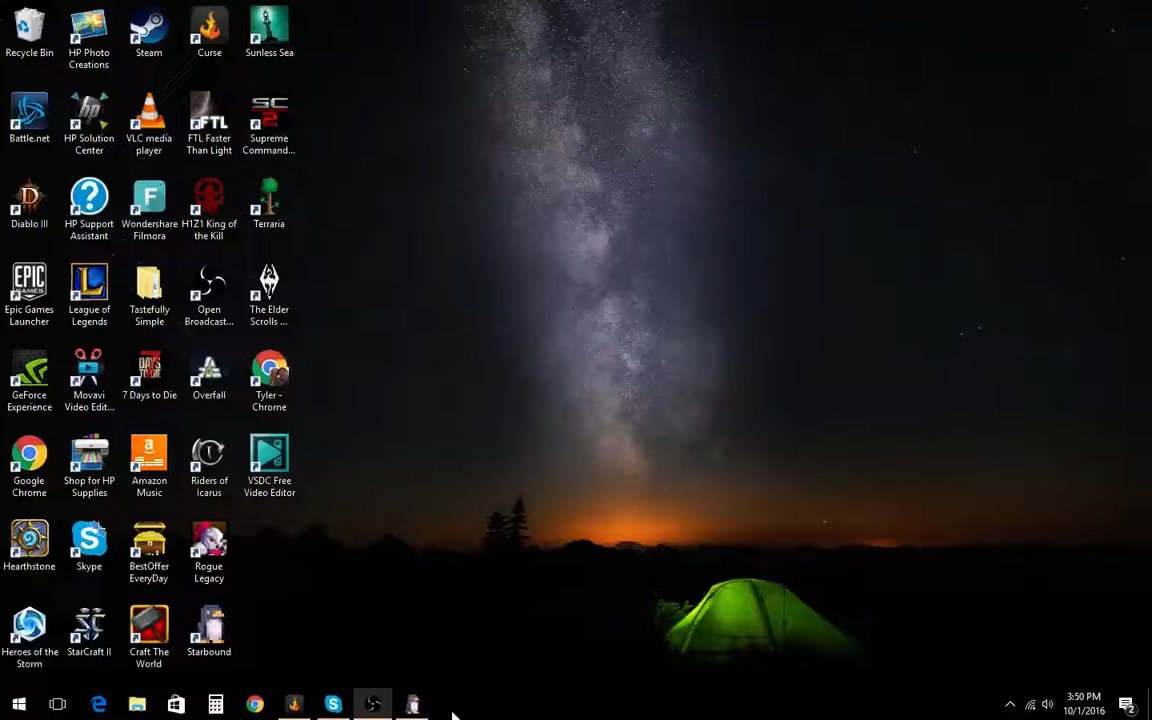 Recycle Bin
HP Photo
Creations
Steam
Curse
Sunless Sea
Battle.net
HP Solution
Center
VLC media
player
FTL Faster
Than Light
Supreme
Command...
Diablo III
HP Support
Assistant
Wondershare
Filmora
H1Z1 King of
the Kill
Terraria
Epic Games
Launcher
League of
Legends
Tastefully
Simple
Open
Broadcast...
The Elder
Scrolls ...
GeForce
Experience
Movavi
Video Edit...
7 Days to Die
Overfall
Tyler -
Chrome
Google
Chrome
Shop for HP
Supplies
Amazon
Music
Riders of
Icarus
VSDC Free
Video Editor
Hearthstone
Skype
BestOffer
EveryDay
Rogue
Legacy
Heroes of the
Storm
StarCraft II
Craft The
World
Starbound
3:50 PM
10/1/2016
2